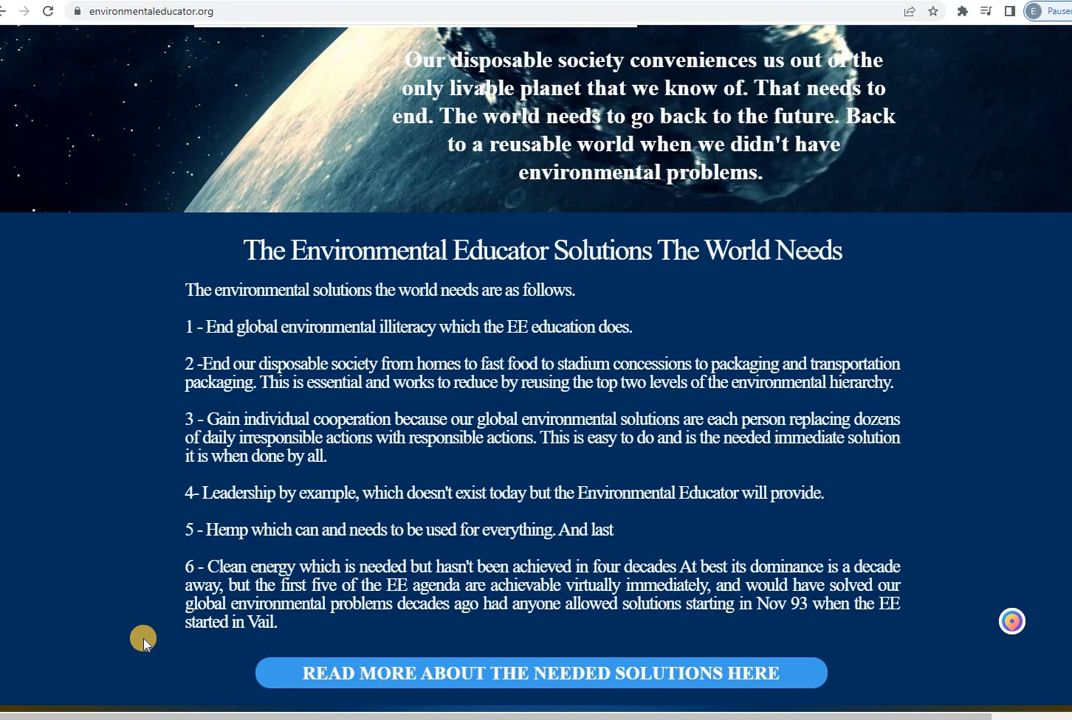 environmentaleducator.org
E
Paused
Our disposable society conveniences us out of the
only livable planet that we know of. That needs to
end. The world needs to go back to the future. Back
to a reusable world when we didn't have
environmental problems.
The Environmental Educator Solutions The World Needs
The environmental solutions the world needs are as follows.
1 - End global environmental illiteracy which the EE education does.
2 -End our disposable society from homes to fast food to stadium concessions to packaging and transportation
packaging. This is essential and works to reduce by reusing the top two levels of the environmental hierarchy.
3 - Gain individual cooperation because our global environmental solutions are each person replacing dozens
of daily irresponsible actions with responsible actions. This is easy to do and is the needed immediate solution
it is when done by all.
4- Leadership by example, which doesn't exist today but the Environmental Educator will provide.
5 - Hemp which can and needs to be used for everything. And last
6 - Clean energy which is needed but hasn't been achieved in four decades At best its dominance is a decade
away, but the first five of the EE agenda are achievable virtually immediately, and would have solved our
global environmental problems decades ago had anyone allowed solutions starting in Nov 93 when the EE
started in Vail.
READ MORE ABOUT THE NEEDED SOLUTIONS HERE